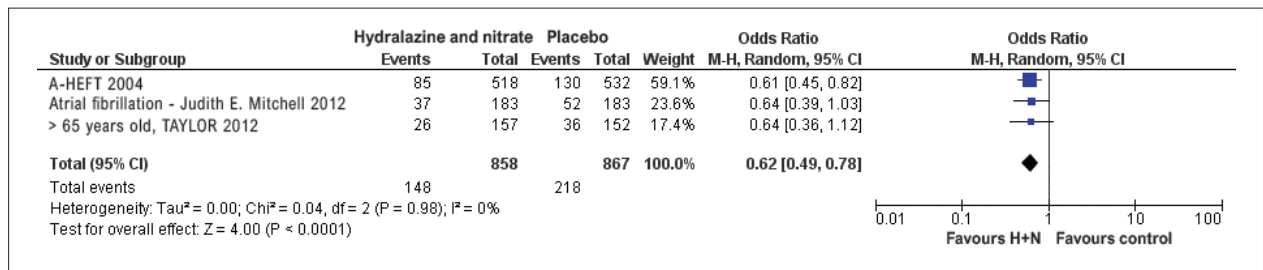 Hydralazine and nitrate Placebo Odds Ratio Odds Ratio
Study or Subgroup Events Total Events Total Weight M-H, Random, 95% CI M-H, Random, 95% CI
A-HEFT 2004 85 518 130 532 59.1% 0.61 [0.45, 0.82]
Atrial fibrillation - Judith E. Mitchell 2012 37 183 52 183 23.6% 0.64 [0.39, 1.03]
> 65 years old, TAYLOR 2012 26 157 36 152 17.4% 0.64 [0.36, 1.12]
Total (95% CI) 858 867 100.0% 0.62 [0.49, 0.78]
Total events 148 218
Heterogeneity: Tau² = 0.00; Chi² = 0.04, df = 2 (P = 0.98); I² = 0%
Test for overall effect: Z = 4.00 (P < 0.0001)
0.01 0.1 1 10 100
Favours H+N Favours control